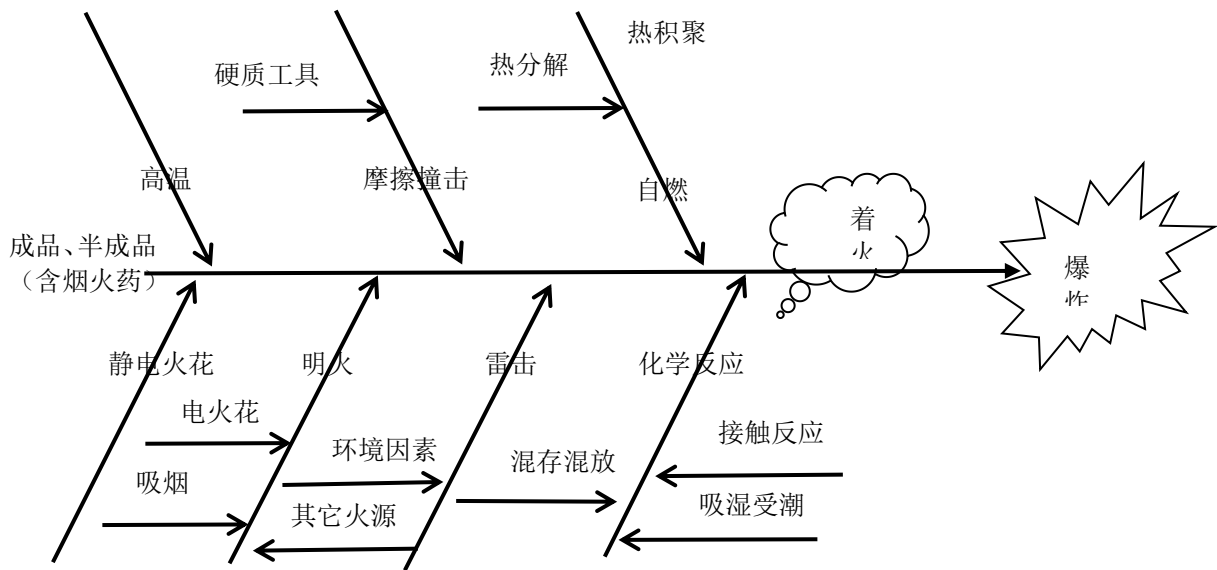 热积聚
热分解
硬质工具
高温
摩擦撞击
自燃
着
火
成品、半成品
（含烟火药）
爆
炸
静电火花
明火
雷击
化学反应
电火花
接触反应
环境因素
混存混放
吸烟
吸湿受潮
其它火源